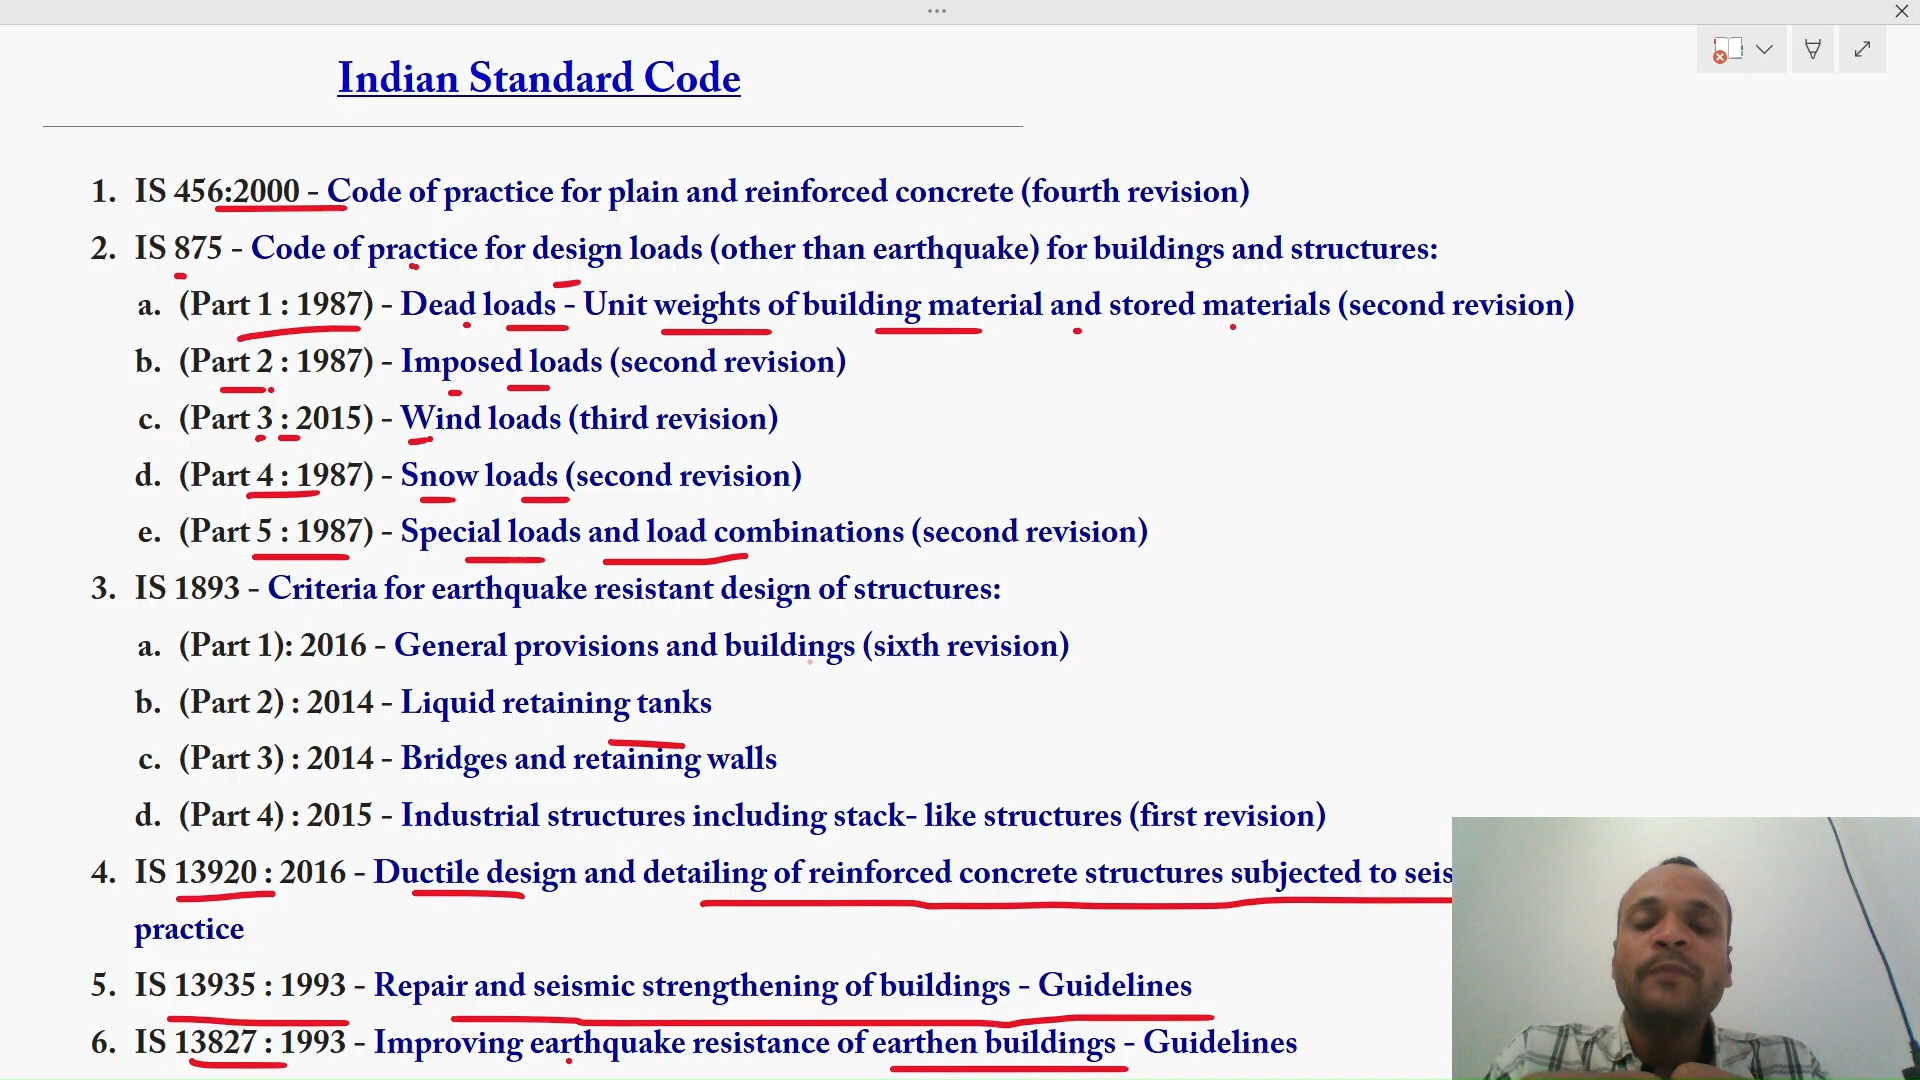 Indian Standard Code
1. IS 456:2000 - Code of practice for plain and reinforced concrete (fourth revision)
2. IS 875 - Code of practice for design loads (other than earthquake) for buildings and structures:
a. (Part 1 : 1987) - Dead loads - Unit weights of building material and stored materials (second revision)
b. (Part 2 : 1987) - Imposed loads (second revision)
c. (Part 3 : 2015) - Wind loads (third revision)
d. (Part 4 : 1987) - Snow loads (second revision)
e. (Part 5 : 1987) - Special loads and load combinations (second revision)
3. IS 1893 - Criteria for earthquake resistant design of structures:
a. (Part 1): 2016 - General provisions and buildings (sixth revision)
b. (Part 2) : 2014 - Liquid retaining tanks
c. (Part 3) : 2014 - Bridges and retaining walls
d. (Part 4) : 2015 - Industrial structures including stack- like structures (first revision)
4. IS 13920 : 2016 - Ductile design and detailing of reinforced concrete structures subjected to seis
practice
5. IS 13935 : 1993 - Repair and seismic strengthening of buildings - Guidelines
6. IS 13827 : 1993 - Improving earthquake resistance of earthen buildings - Guidelines